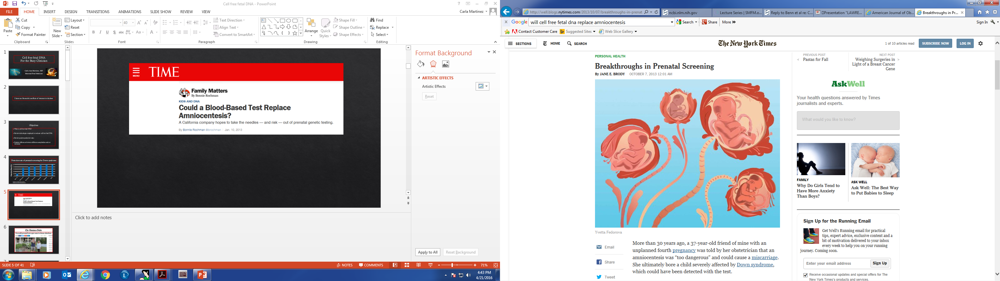 Cell free fetal DNA - PowerPoint
FILE HOME INSERT DESIGN TRANSITIONS ANIMATIONS SLIDE SHOW REVIEW VIEW
Carla Martinez
Paste
Cut
Copy
Format Painter
Clipboard
New Slide
Layout
Reset
Section
Slides
40
Font
Paragraph
Text Direction
Align Text
Convert to SmartArt
Arrange
Quick Styles
Shape Fill
Shape Outline
Shape Effects
Drawing
Find
Replace
Select
Editing
1
Cell free fetal DNA
For the Busy Clinician
Carla Ann Martinez, MD
Maternal Fetal Medicine
2
I have no financial conflicts of interest to declare
3
Objectives
What is cell free fetal DNA?
Review technologies employed to evaluate cell free fetal DNA
Review positive predictive value
4
Detection rate of prenatal screening for Down syndrome
5
6
The Boston Globe
MENU
TIME
Family Matters
By Bonnie Rochman
KIDS AND DNA
Could a Blood-Based Test Replace
Amniocentesis?
A California company hopes to take the needles — and risk — out of prenatal genetic testing.
By Bonnie Rochman @brochman | Jan. 10, 2013
Click to add notes
Format Background
ARTISTIC EFFECTS
Artistic Effects
Reset
Apply to All
Reset Background
SLIDE 5 OF 41
NOTES
COMMENTS
71%
4:43 PM
4/21/2016
http://well.blogs.nytimes.com/2013/10/07/breakthroughs-in-prenat
ncbi.nlm.nih.gov
Lecture Series | SMFM.o...
Reply to Benn et al re: C...
Presentation "LAWRE...
American Journal of Ob...
Breakthroughs in Pr...
Google
will cell free fetal dna replace amniocentesis
Search
Share
More »
Sign In
Contact Customer Care
Suggested Sites
Web Slice Gallery
SECTIONS
HOME
SEARCH
The New York Times
1 of 10 articles read
SUBSCRIBE NOW
LOG IN
PERSONAL HEALTH
Breakthroughs in Prenatal Screening
By JANE E. BRODY OCTOBER 7, 2013 12:01 AM
Yvetta Fedorova
Email
Share
Tweet
More than 30 years ago, a 37-year-old friend of mine with an
unplanned fourth pregnancy was told by her obstetrician that an
amniocentesis was “too dangerous” and could cause a miscarriage.
She ultimately bore a child severely affected by Down syndrome,
which could have been detected with the test.
PREVIOUS POST
Pastas for Fall
NEXT POST
Weighing Surgeries in
Light of a Breast Cancer
Gene
AskWell
Your health questions answered by Times
journalists and experts.
What would you like to know?
FAMILY
Why Do Girls Tend to
Have More Anxiety
Than Boys?
ASK WELL
Ask Well: The Best Way
to Put Babies to Sleep
Sign Up for the Running Email
Get Well's Running email for practical
tips, expert advice, exclusive content and a
bit of motivation delivered to your inbox
every week to help you on your running
journey. Coming soon.
Enter your email address
Sign Up
Receive occasional updates and special offers for The
New York Times's products and services.